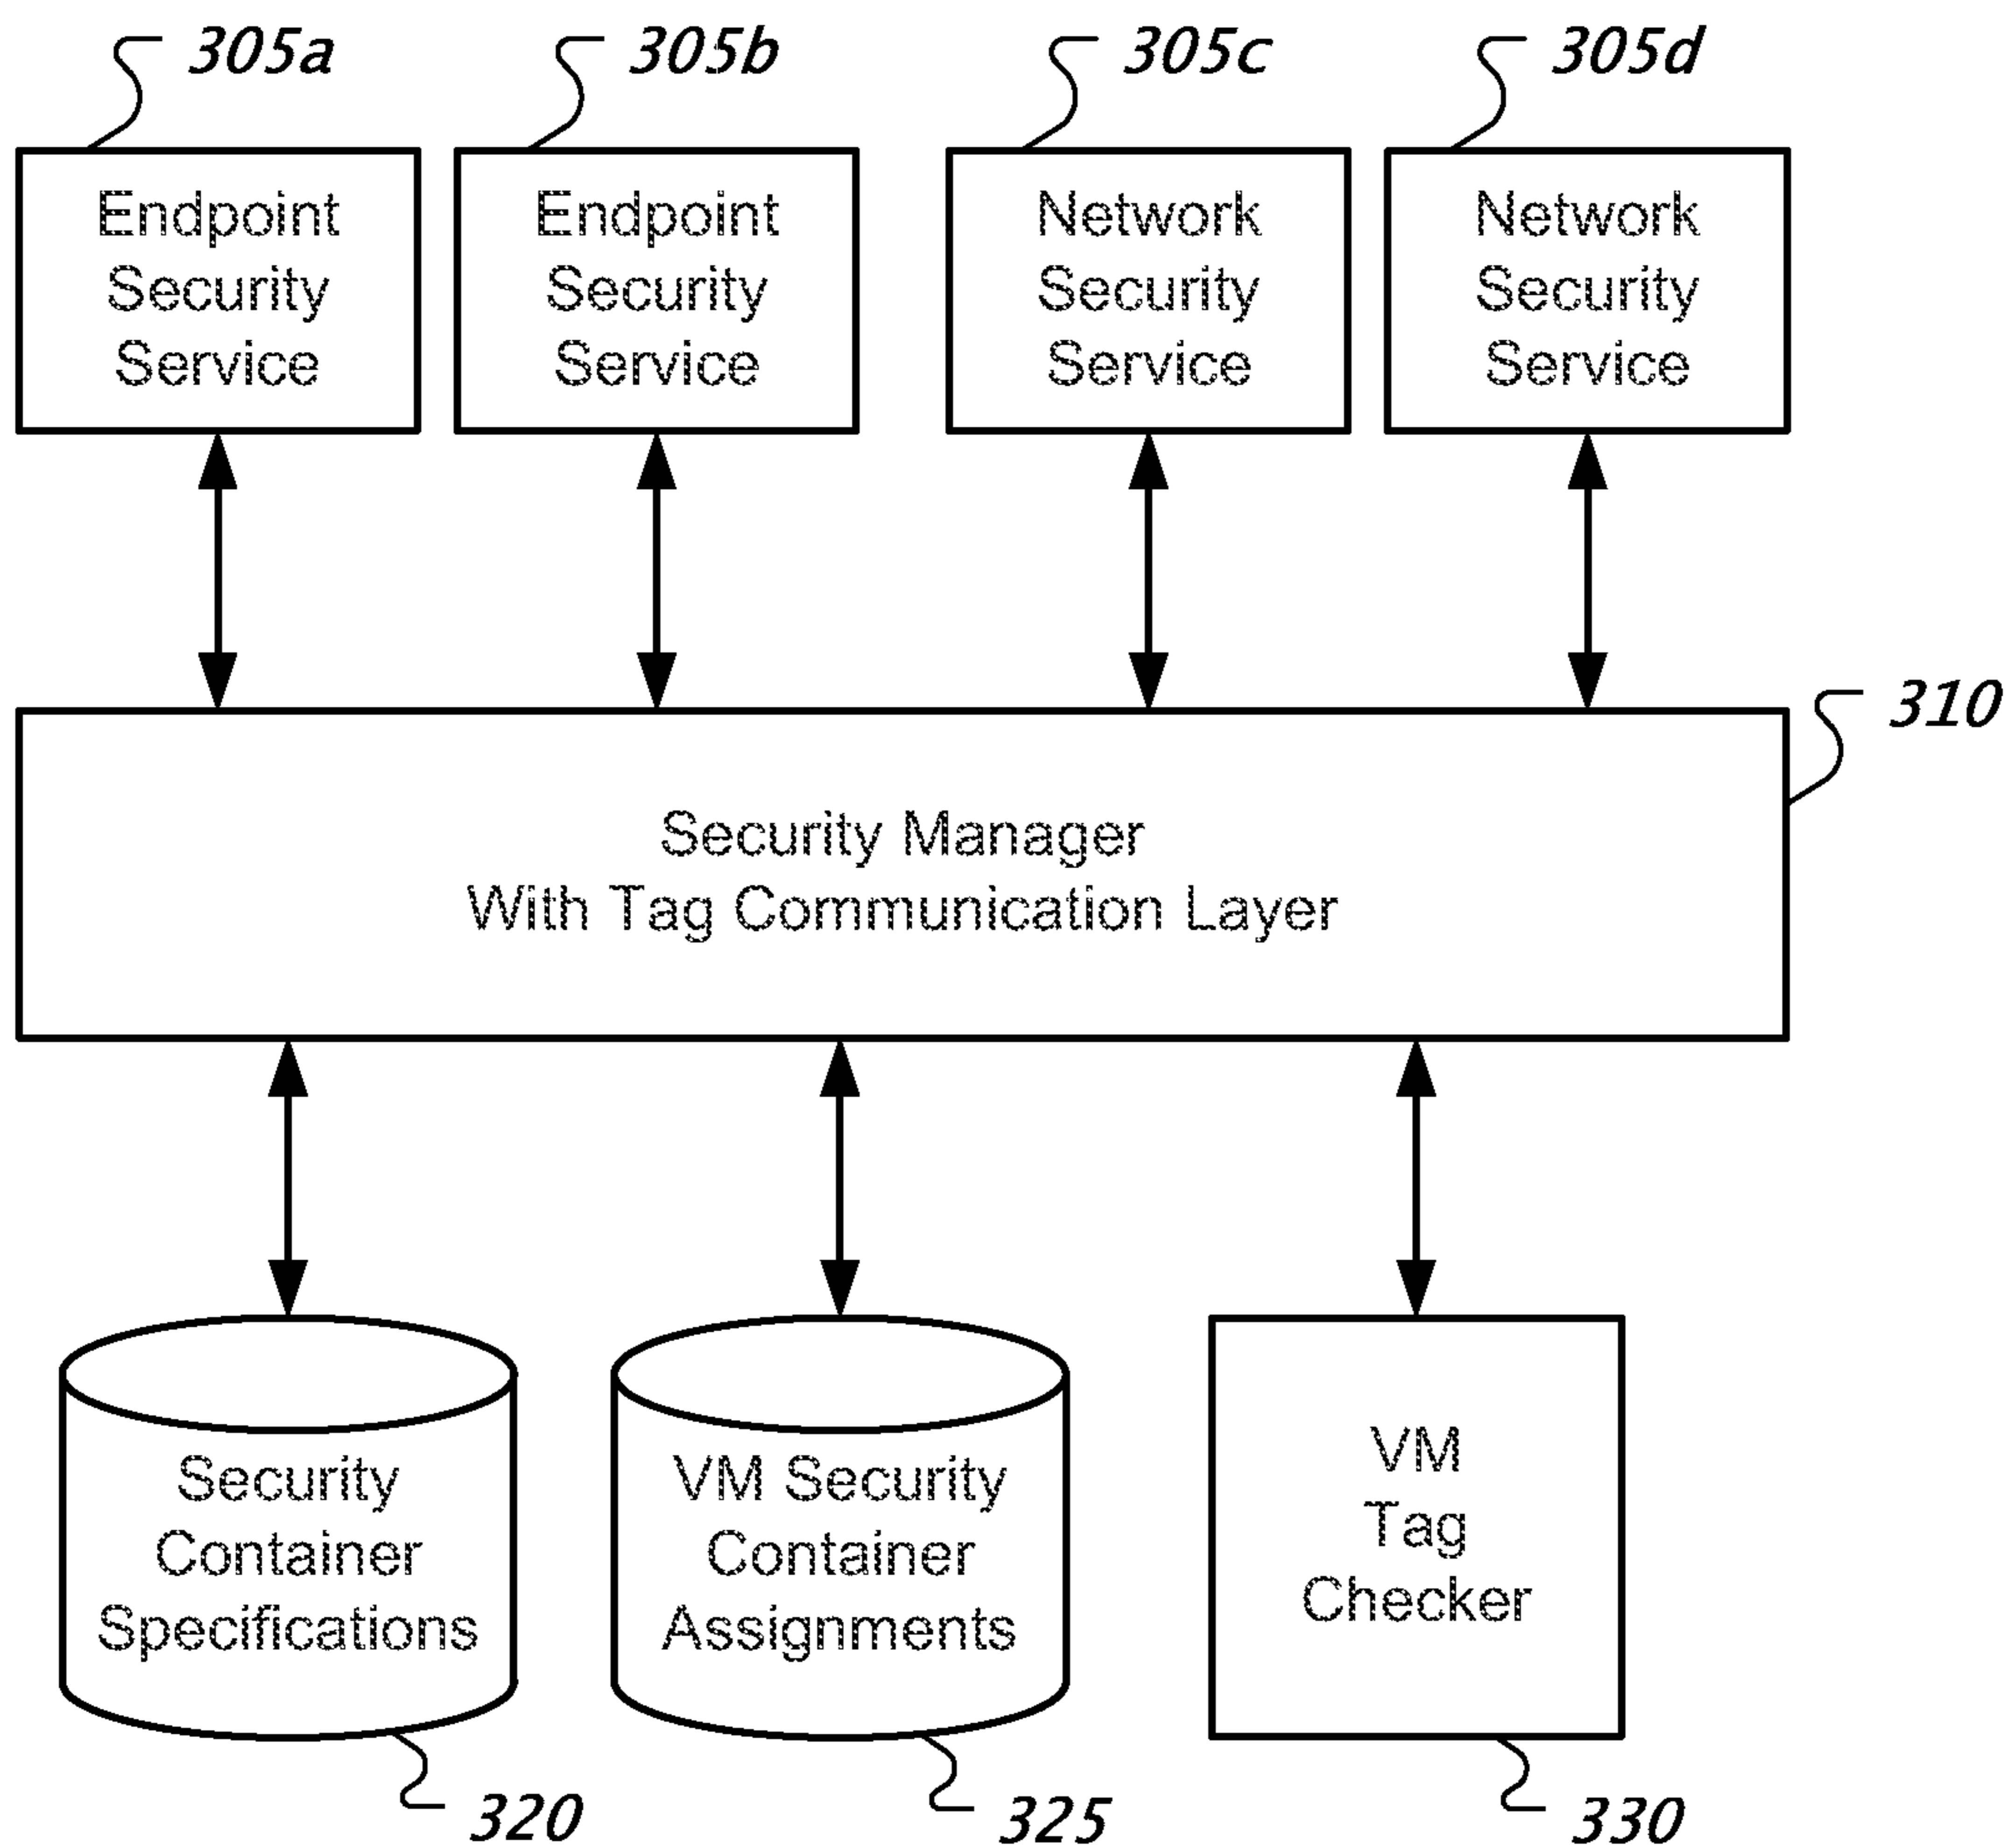 305a
305b
305c
305d
Endpoint
Security
Service
Endpoint
Security
Service
Network
Security
Service
Network
Security
Service
310
Security Manager
With Tag Communication Layer
Security
Container
Specifications
VM Security
Container
Assignments
VM
Tag
Checker
320
325
330